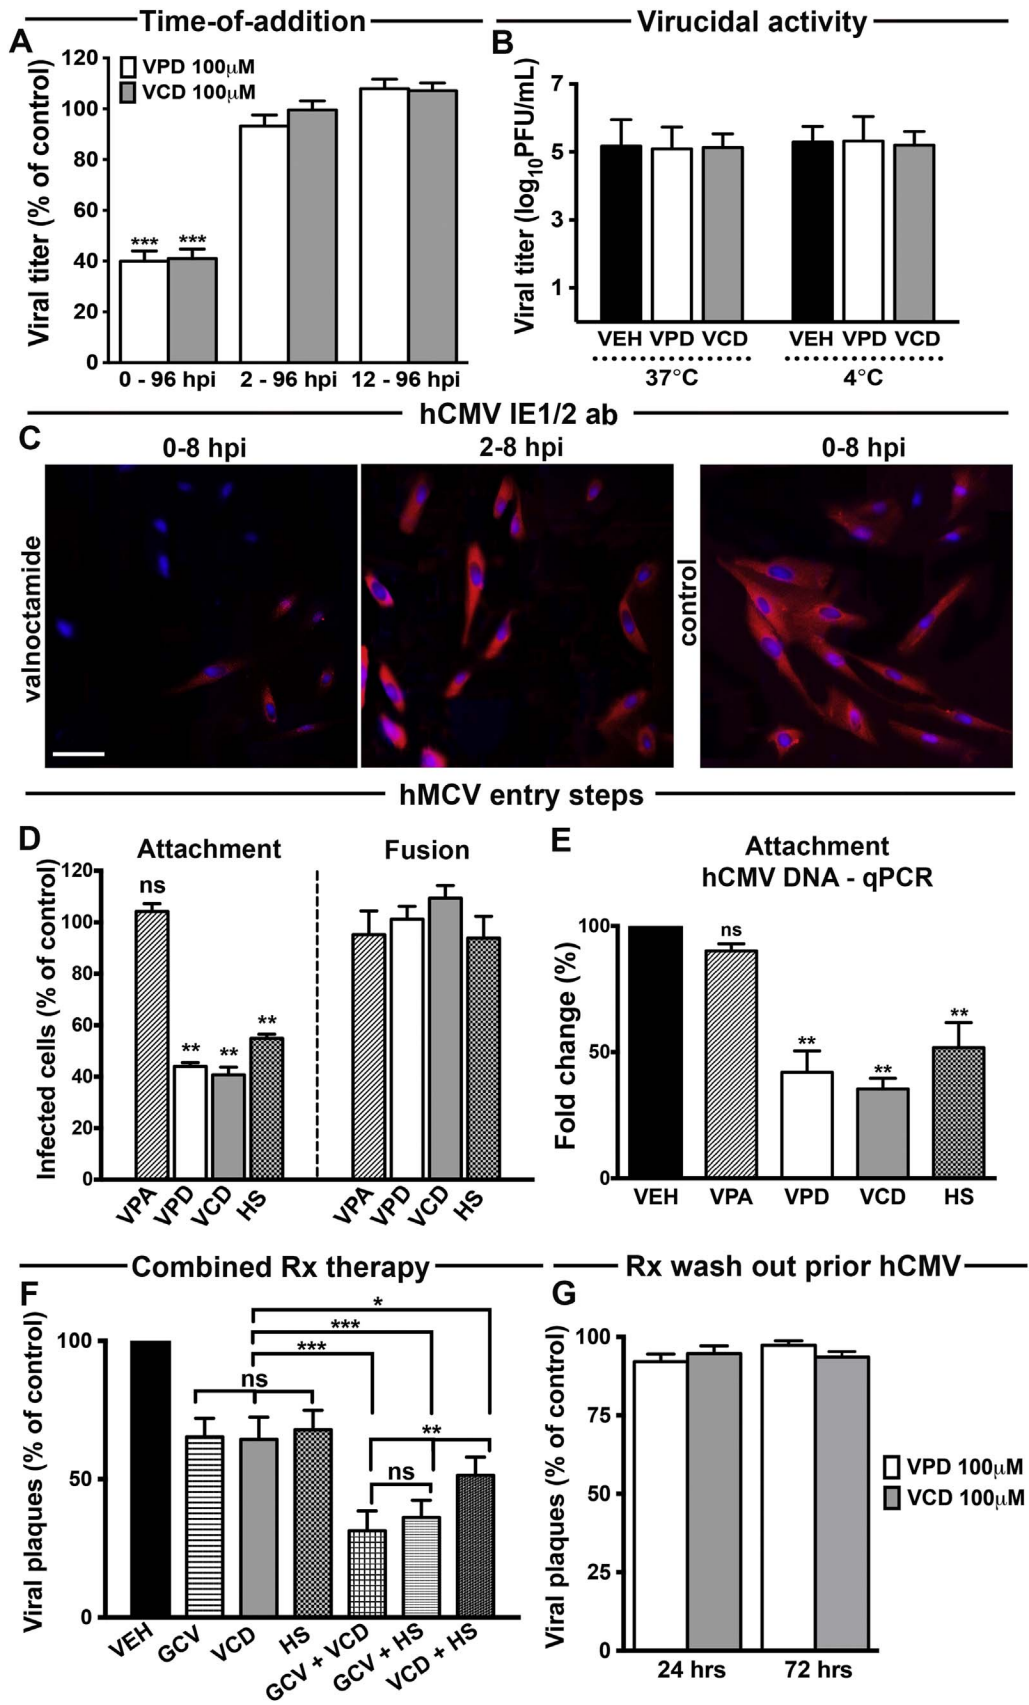 Time-of-addition
A
Viral titer (% of control)
120
100
80
60
40
20
0
VPD 100µM
VCD 100µM
*** ***
0 - 96 hpi 2 - 96 hpi 12 - 96 hpi
Virucidal activity
B
Viral titer (log10PFU/mL)
7
5
3
1
VEH VPD VCD VEH VPD VCD
37°C 4°C
hCMV IE1/2 ab
C
0-8 hpi 2-8 hpi 0-8 hpi
valnoctamide
control
hMCV entry steps
D
Attachment Fusion
Infected cells (% of control)
120
100
80
60
40
20
0
ns
** ** **
VPA VPD VCD HS VPA VPD VCD HS
E
Attachment
hCMV DNA - qPCR
Fold change (%)
100
50
0
ns
** ** **
VEH VPA VPD VCD HS
Combined Rx therapy
F
Viral plaques (% of control)
100
50
0
*
***
***
ns
**
ns
VEH GCV VCD HS GCV + VCD GCV + HS VCD + HS
Rx wash out prior hCMV
G
Viral plaques (% of control)
100
75
50
25
0
VPD 100µM
VCD 100µM
24 hrs 72 hrs